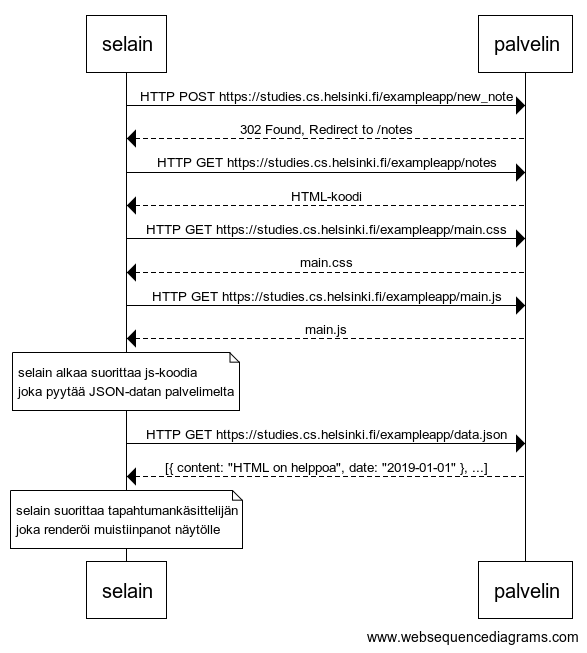 selain palvelin
HTTP POST https://studies.cs.helsinki.fi/exampleapp/new_note
302 Found, Redirect to /notes
HTTP GET https://studies.cs.helsinki.fi/exampleapp/notes
HTML-koodi
HTTP GET https://studies.cs.helsinki.fi/exampleapp/main.css
main.css
HTTP GET https://studies.cs.helsinki.fi/exampleapp/main.js
main.js
selain alkaa suorittaa js-koodia
joka pyytää JSON-datan palvelimelta
HTTP GET https://studies.cs.helsinki.fi/exampleapp/data.json
[{ content: "HTML on helppoa", date: "2019-01-01" }, ...]
selain suorittaa tapahtumankäsittelijän
joka renderöi muistiinpanot näytölle
selain palvelin
www.websequencediagrams.com